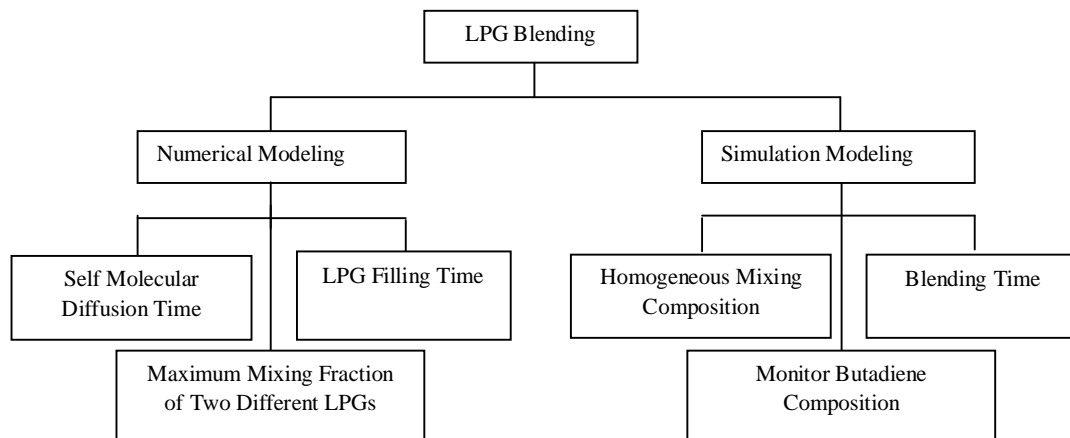 LPG Blending
Numerical Modeling
Simulation Modeling
Self Molecular
Diffusion Time
LPG Filling Time
Homogeneous Mixing
Composition
Blending Time
Maximum Mixing Fraction
of Two Different LPGs
Monitor Butadiene
Composition